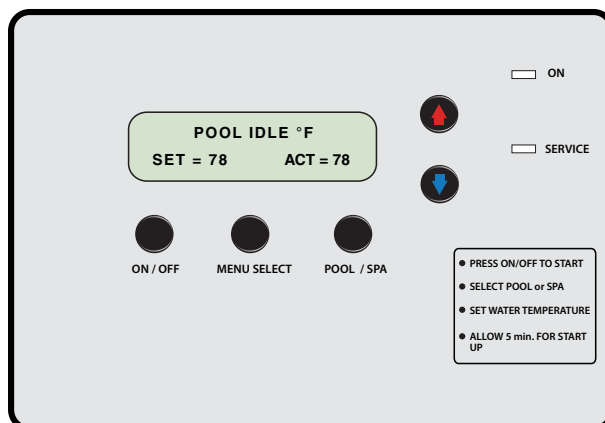 POOL IDLE °F
SET = 78 ACT = 78
ON
SERVICE
ON / OFF
MENU SELECT
POOL / SPA
PRESS ON/OFF TO START
SELECT POOL or SPA
SET WATER TEMPERATURE
ALLOW 5 min. FOR START
UP